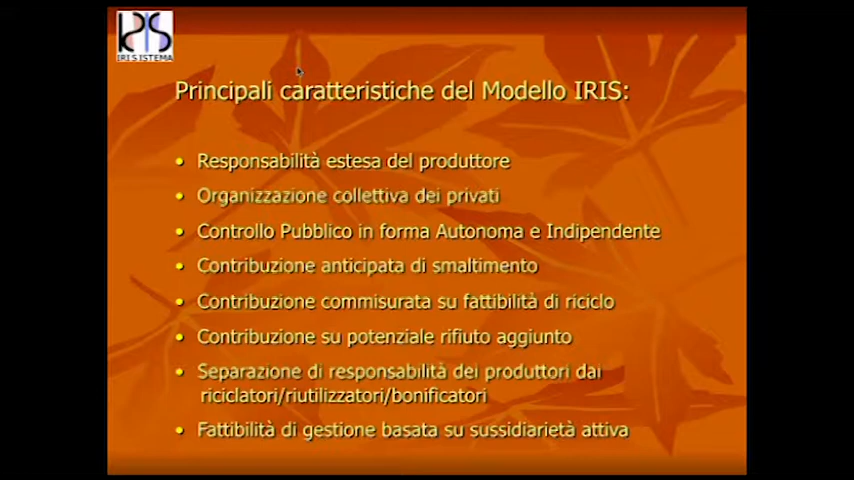 IRIS SISTEMA
Principali caratteristiche del Modello IRIS:
• Responsabilità estesa del produttore
• Organizzazione collettiva dei privati
• Controllo Pubblico in forma Autonoma e Indipendente
• Contribuzione anticipata di smaltimento
• Contribuzione commisurata su fattibilità di riciclo
• Contribuzione su potenziale rifiuto aggiunto
• Separazione di responsabilità dei produttori dai
riciclatori/riutilizzatori/bonificatori
• Fattibilità di gestione basata su sussidiarietà attiva